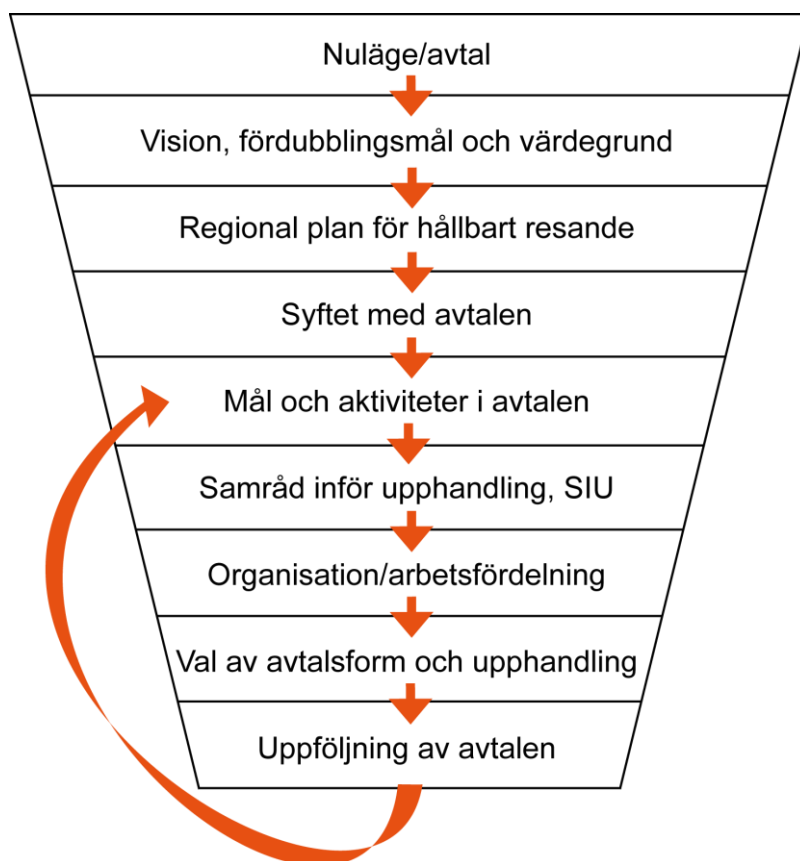 Nuläge/avtal
Vision, fördubblingsmål och värdegrund
Regional plan för hållbart resande
Syftet med avtalen
Mål och aktiviteter i avtalen
Samråd inför upphandling, SIU
Organisation/arbetsfördelning
Val av avtalsform och upphandling
Uppföljning av avtalen